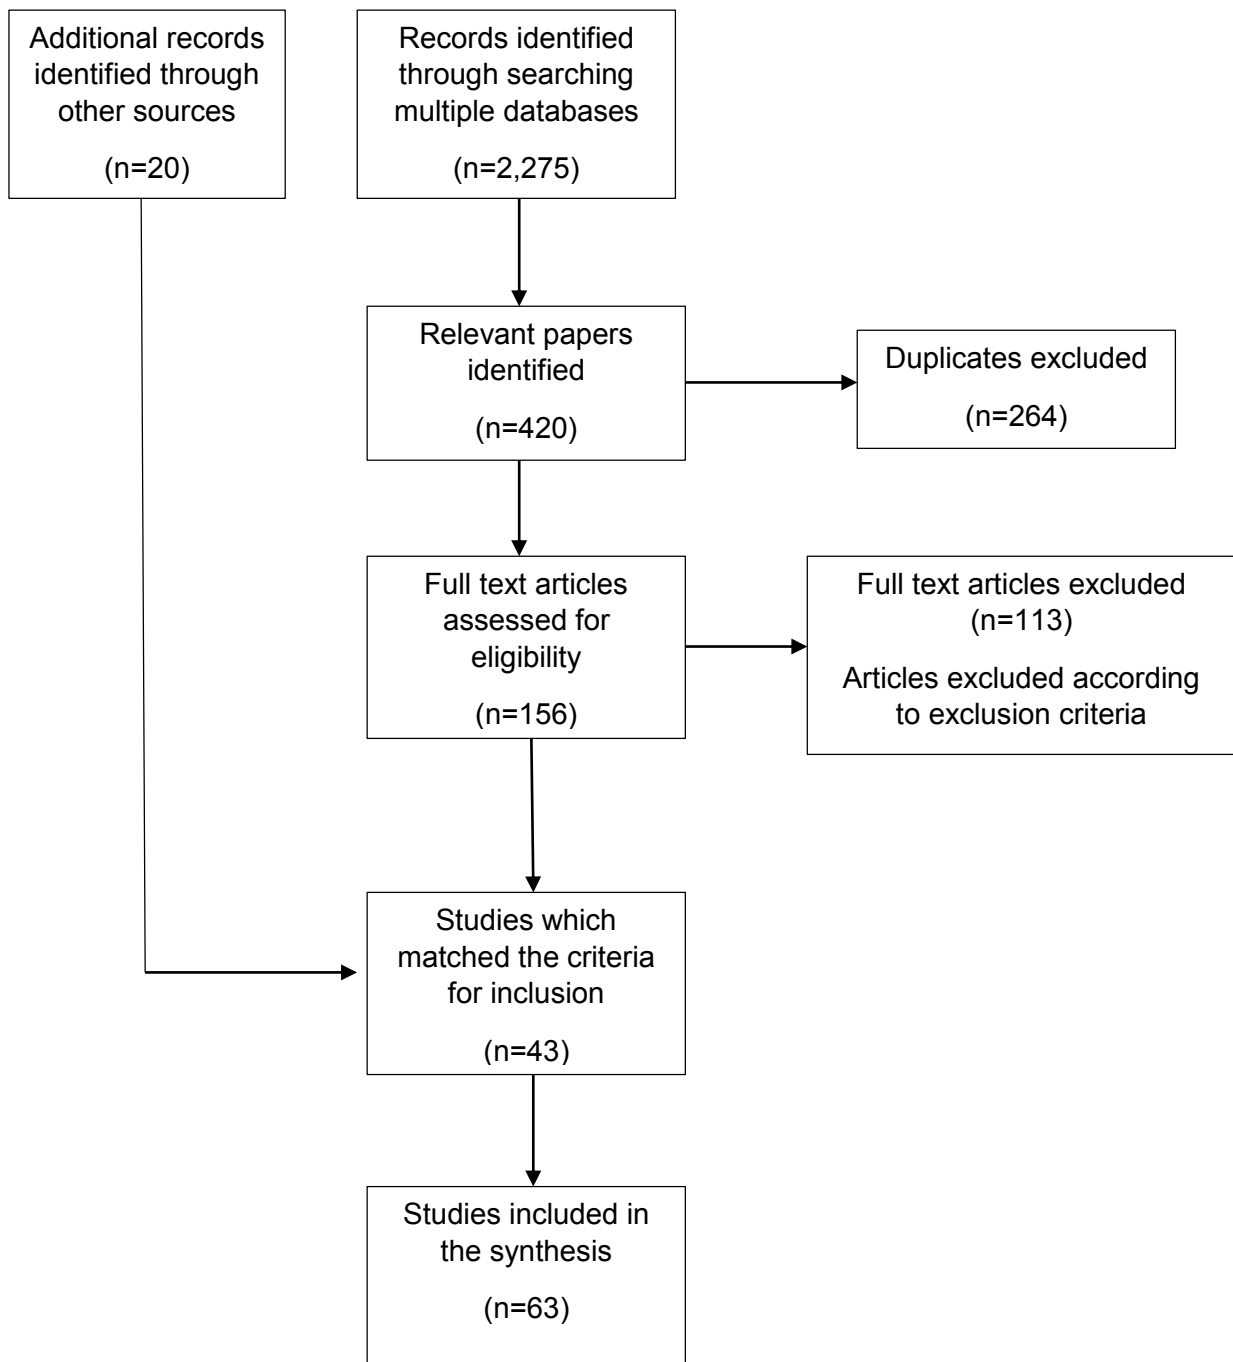 Additional records
identified through
other sources
(n=20)
Records identified
through searching
multiple databases
(n=2,275)
Relevant papers
identified
(n=420)
Duplicates excluded
(n=264)
Full text articles
assessed for
eligibility
(n=156)
Full text articles excluded
(n=113)
Articles excluded according
to exclusion criteria
Studies which
matched the criteria
for inclusion
(n=43)
Studies included in
the synthesis
(n=63)